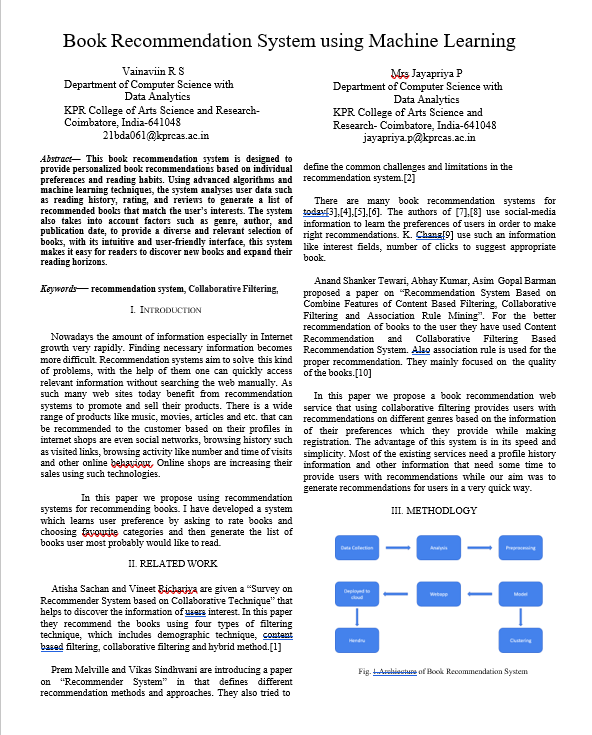 Book Recommendation System using Machine Learning
Vainaviin R S
Department of Computer Science with
Data Analytics
KPR College of Arts Science and Research-
Coimbatore, India-641048
21bda061@kprcas.ac.in
Mrs Jayapriya P
Department of Computer Science with
Data Analytics
KPR College of Arts Science and
Research- Coimbatore, India-641048
jayapriya.p@kprcas.ac.in
Abstract— This book recommendation system is designed to
provide personalized book recommendations based on individual
preferences and reading habits. Using advanced algorithms and
machine learning techniques, the system analyses user data such
as reading history, rating, and reviews to generate a list of
recommended books that match the user's interests. The system
also takes into account factors such as genre, author, and
publication date, to provide a diverse and relevant selection of
books, with its intuitive and user-friendly interface, this system
makes it easy for readers to discover new books and expand their
reading horizons.
Keywords— recommendation system, Collaborative Filtering,
I. INTRODUCTION
Nowadays the amount of information especially in Internet
growth very rapidly. Finding necessary information becomes
more difficult. Recommendation systems aim to solve this kind
of problems, with the help of them one can quickly access
relevant information without searching the web manually. As
such many web sites today benefit from recommendation
systems to promote and sell their products. There is a wide
range of products like music, movies, articles and etc. that can
be recommended to the customer based on their profiles in
internet shops are even social networks, browsing history such
as visited links, browsing activity like number and time of visits
and other online behaviour. Online shops are increasing their
sales using such technologies.
In this paper we propose using recommendation
systems for recommending books. I have developed a system
which learns user preference by asking to rate books and
choosing favourite categories and then generate the list of
books user most probably would like to read.
II. RELATED WORK
Atisha Sachan and Vineet Richariya are given a “Survey on
Recommender System based on Collaborative Technique” that
helps to discover the information of users interest. In this paper
they recommend the books using four types of filtering
technique, which includes demographic technique, content
based filtering, collaborative filtering and hybrid method.[1]
Prem Melville and Vikas Sindhwani are introducing a paper
on “Recommender System” in that defines different
recommendation methods and approaches. They also tried to
define the common challenges and limitations in the
recommendation system.[2]
There are many book recommendation systems for
today[3],[4],[5],[6]. The authors of [7],[8] use social-media
information to learn the preferences of users in order to make
right recommendations. K. Chang[9] use such an information
like interest fields, number of clicks to suggest appropriate
book.
Anand Shanker Tewari, Abhay Kumar, Asim Gopal Barman
proposed a paper on “Recommendation System Based on
Combine Features of Content Based Filtering, Collaborative
Filtering and Association Rule Mining”. For the better
recommendation of books to the user they have used Content
Recommendation and Collaborative Filtering Based
Recommendation System. Also association rule is used for the
proper recommendation. They mainly focused on the quality
of the books.[10]
In this paper we propose a book recommendation web
service that using collaborative filtering provides users with
recommendations on different genres based on the information
of their preferences which they provide while making
registration. The advantage of this system is in its speed and
simplicity. Most of the existing services need a profile history
information and other information that need some time to
provide users with recommendations while our aim was to
generate recommendations for users in a very quick way.
III. METHODLOGY
Data Collection
Analysis
Preprocessing
Deployed to
cloud
Webapp
Model
Heroku
Clustering
Fig. 1.Architecture of Book Recommendation System